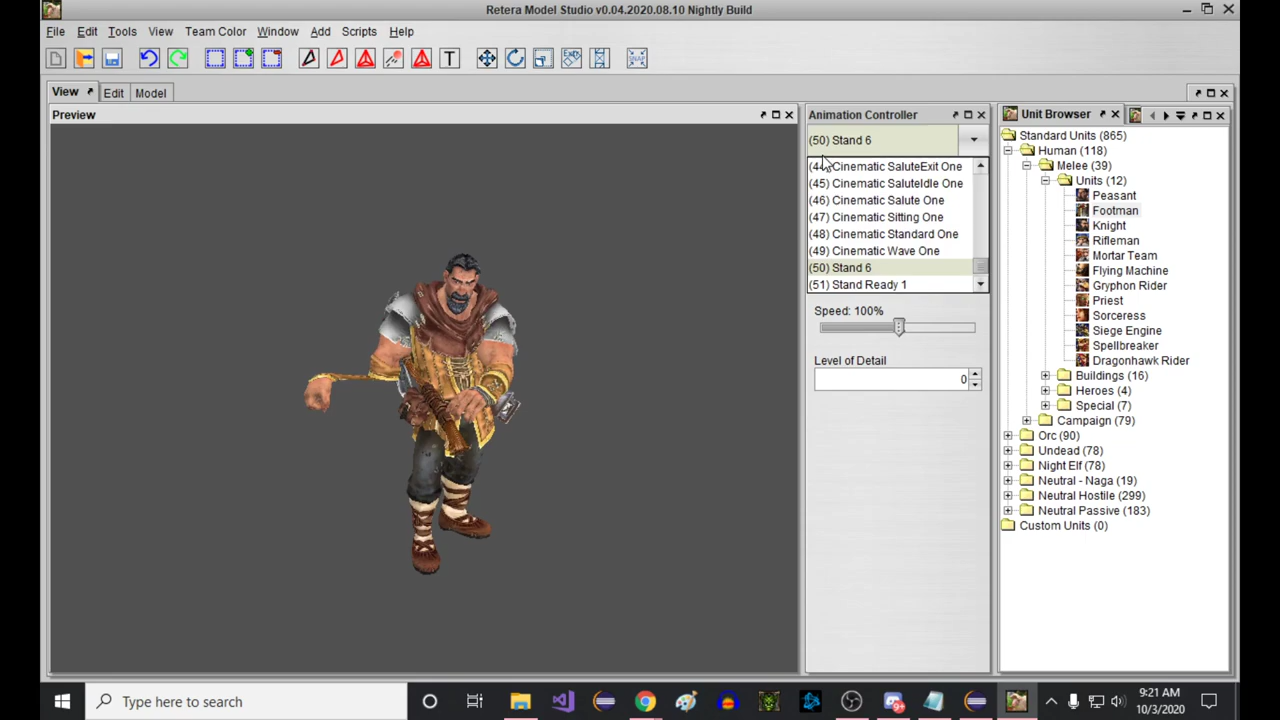 Retera Model Studio v0.04.2020.08.10 Nightly Build
File Edit Tools View Team Color Window Add Scripts Help
T END SNAP
View Edit Model
Preview
Animation Controller
(50) Stand 6
(44) Cinematic SaluteExit One
(45) Cinematic SaluteIdle One
(46) Cinematic Salute One
(47) Cinematic Sitting One
(48) Cinematic Standard One
(49) Cinematic Wave One
(50) Stand 6
(51) Stand Ready 1
Speed: 100%
Level of Detail
0
Unit Browser
Standard Units (865)
Human (118)
Melee (39)
Units (12)
Peasant
Footman
Knight
Rifleman
Mortar Team
Flying Machine
Gryphon Rider
Priest
Sorceress
Siege Engine
Spellbreaker
Dragonhawk Rider
Buildings (16)
Heroes (4)
Special (7)
Campaign (79)
Orc (90)
Undead (78)
Night Elf (78)
Neutral - Naga (19)
Neutral Hostile (299)
Neutral Passive (183)
Custom Units (0)
Type here to search
9:21 AM
10/3/2020